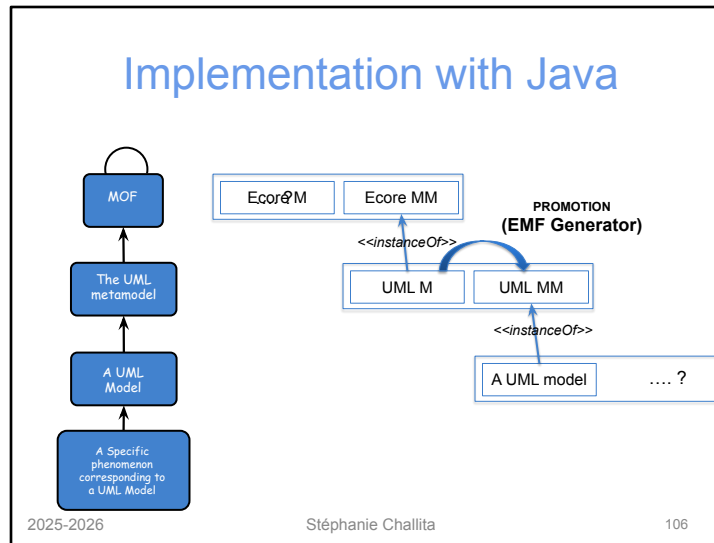 Implementation with Java
MOF
The UML
metamodel
A UML
Model
A Specific
phenomenon
corresponding to
a UML Model
Ecore M
Ecore MM
<<instanceOf>>
PROMOTION
(EMF Generator)
UML M
UML MM
<<instanceOf>>
A UML model
.... ?
2025-2026
Stéphanie Challita
106